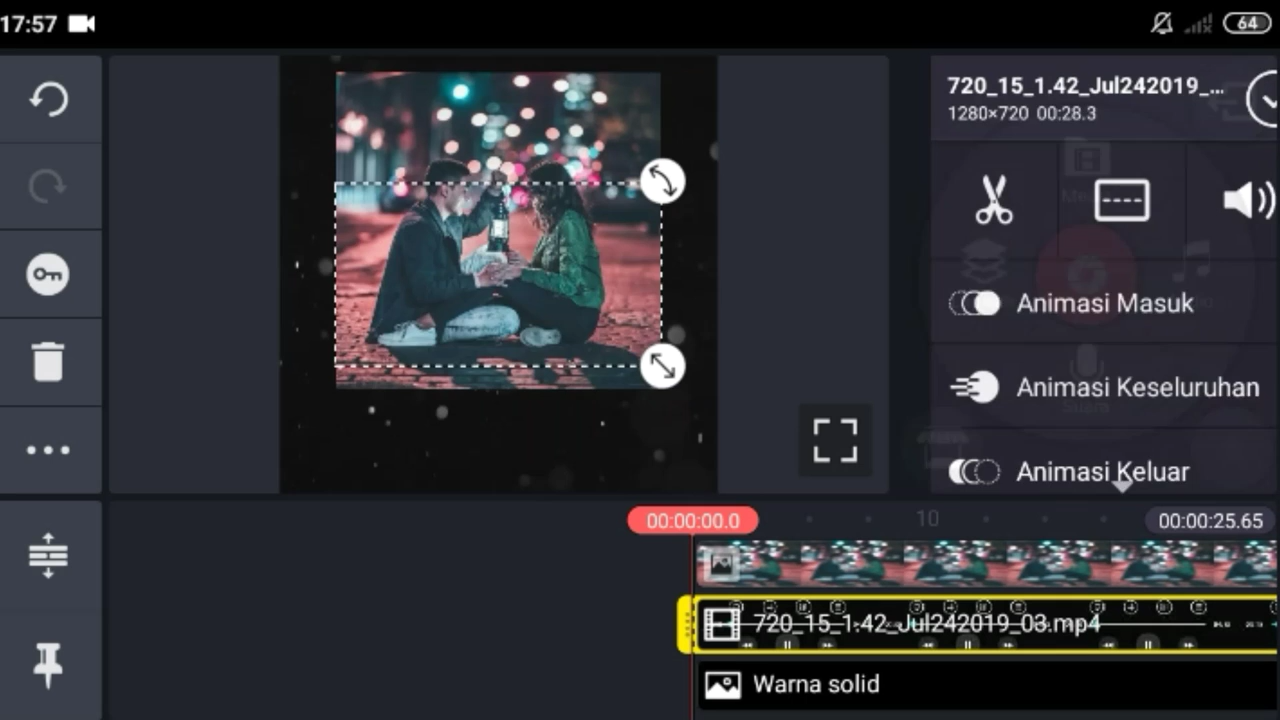 17:57
64
720_15_1.42_Jul242019_...
1280×720 00:28.3
Animasi Masuk
Animasi Keseluruhan
Animasi Keluar
00:00:00.0
10
00:00:25.65
720_15_1.42_Jul242019_03.mp4
Warna solid